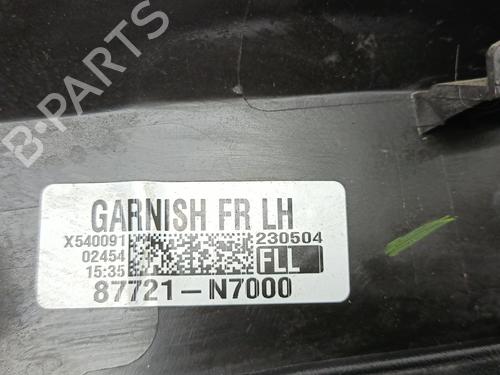 B-PARTS
GARNISH FR LH
X540091 230504
02454 FLL
15:35
87721-N7000